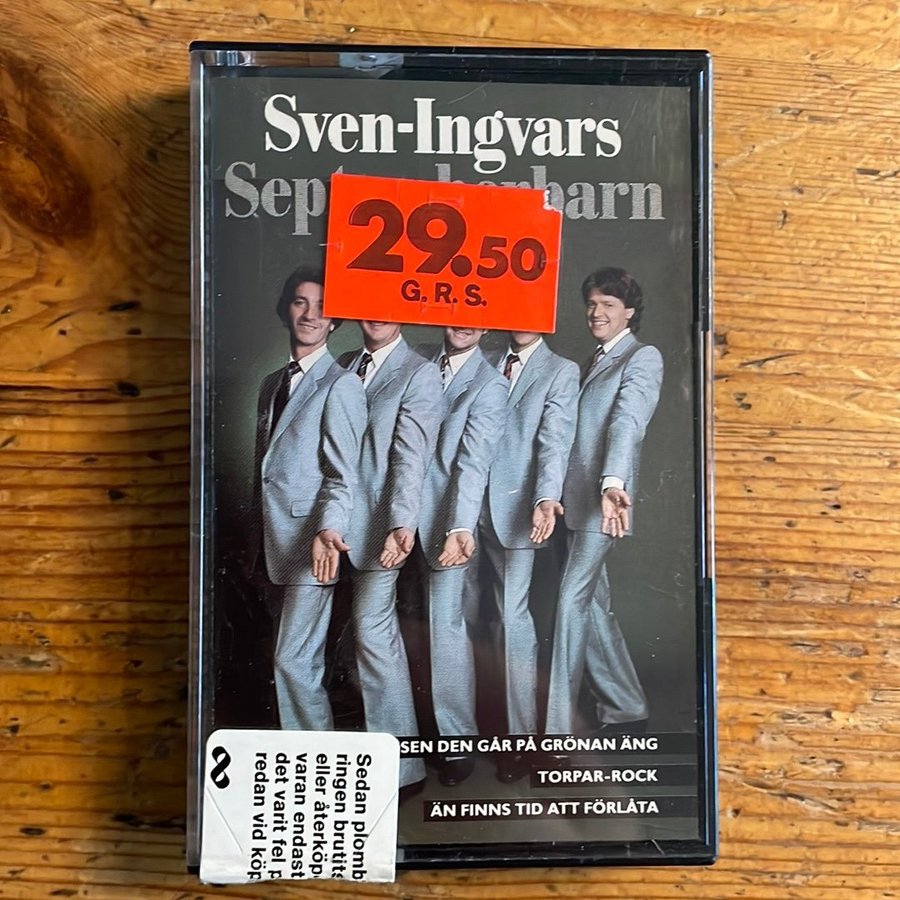 Sven-Ingvars
Sept barn
29.50
G. R. S.
SEN DEN GÅR PÅ GRÖNAN ÄNG
TORPAR-ROCK
ÄN FINNS TID ATT FÖRLÅTA
Sedan plomb
ringen brutits
eller återköp
varan endast
det varit fel p
redan vid köp